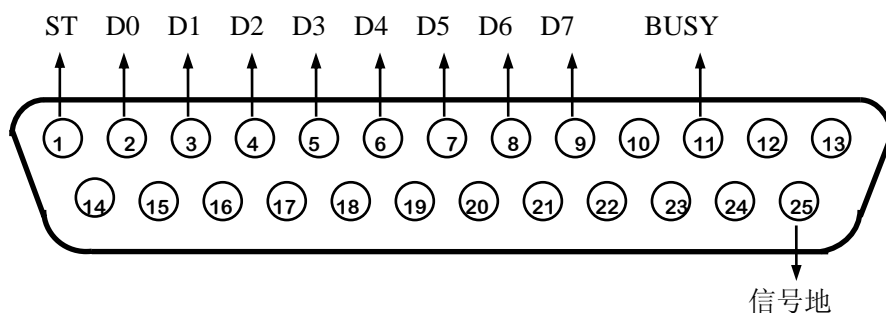 ST D0 D1 D2 D3 D4 D5 D6 D7 BUSY
1 2 3 4 5 6 7 8 9 10 11 12 13
14 15 16 17 18 19 20 21 22 23 24 25
信号地